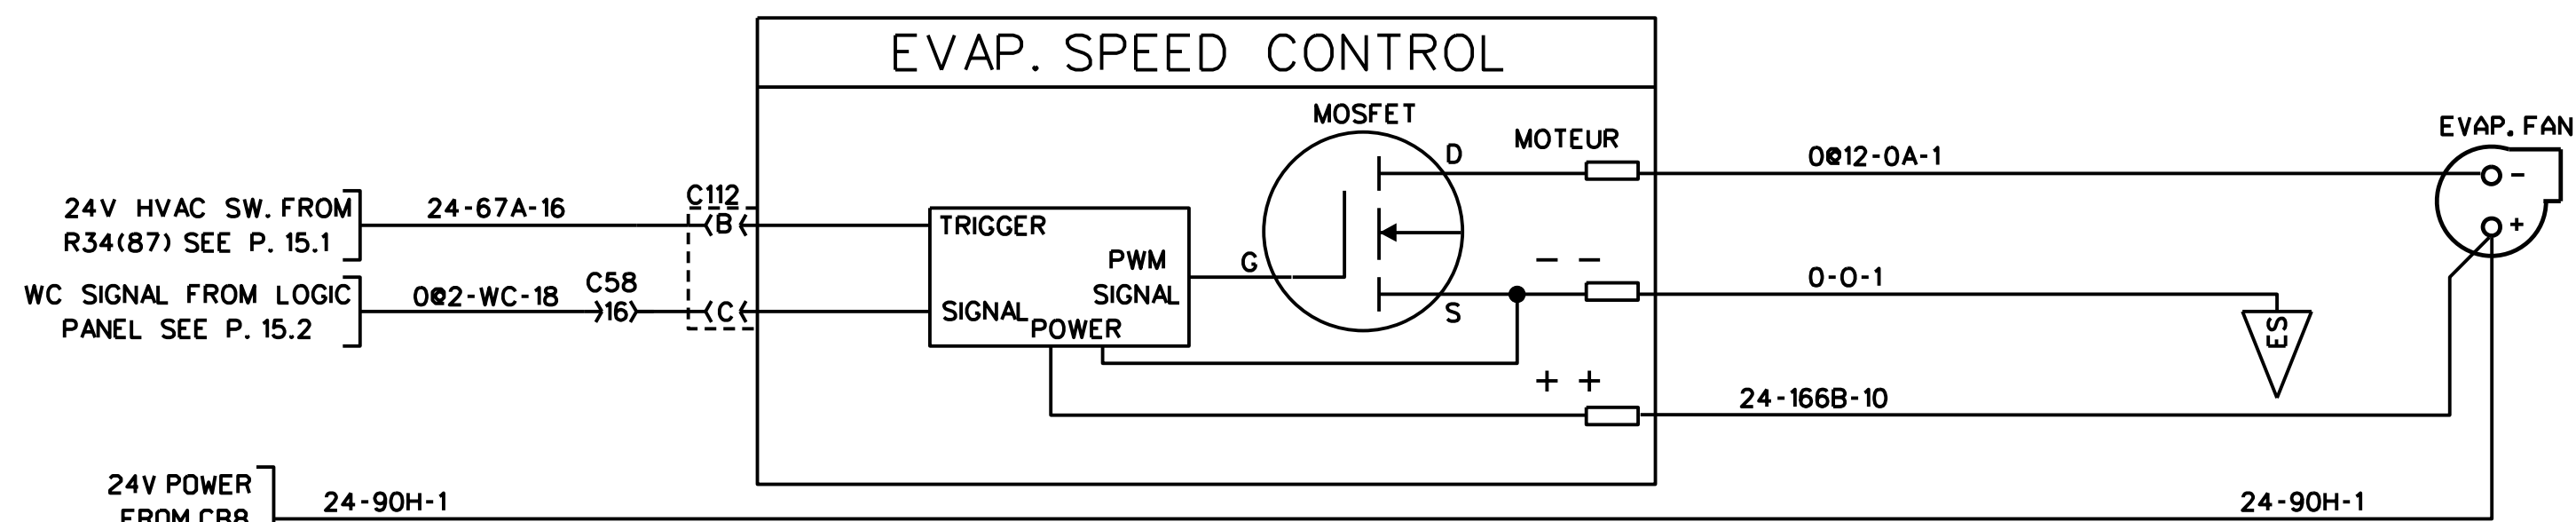 EVAP. SPEED CONTROL
MOSFET
MOTEUR
D
0@12-0A-1
EVAP. FAN
-
+
24V HVAC SW. FROM
R34(87) SEE P. 15.1
24-67A-16
C112
B
TRIGGER
PWM
SIGNAL
G
- -
0-0-1
WC SIGNAL FROM LOGIC
PANEL SEE P. 15.2
0@2-WC-18
C58
16
C
SIGNAL
POWER
S
ES
+ +
24-166B-10
24V POWER
FROM CB8
24-90H-1
24-90H-1